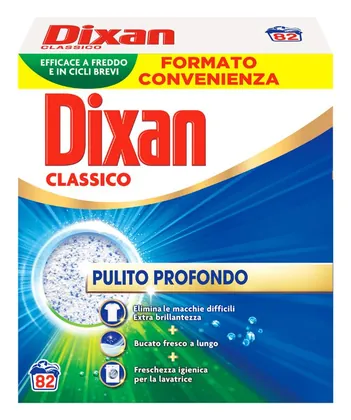 Dixan
CLASSICO
82
EFFICACE A FREDDO
E IN CICLI BREVI
FORMATO
CONVENIENZA
Dixan
CLASSICO
PULITO PROFONDO
Elimina le macchie difficili
Extra brillantezza
+
Bucato fresco a lungo
+
Freschezza igienica
per la lavatrice
82